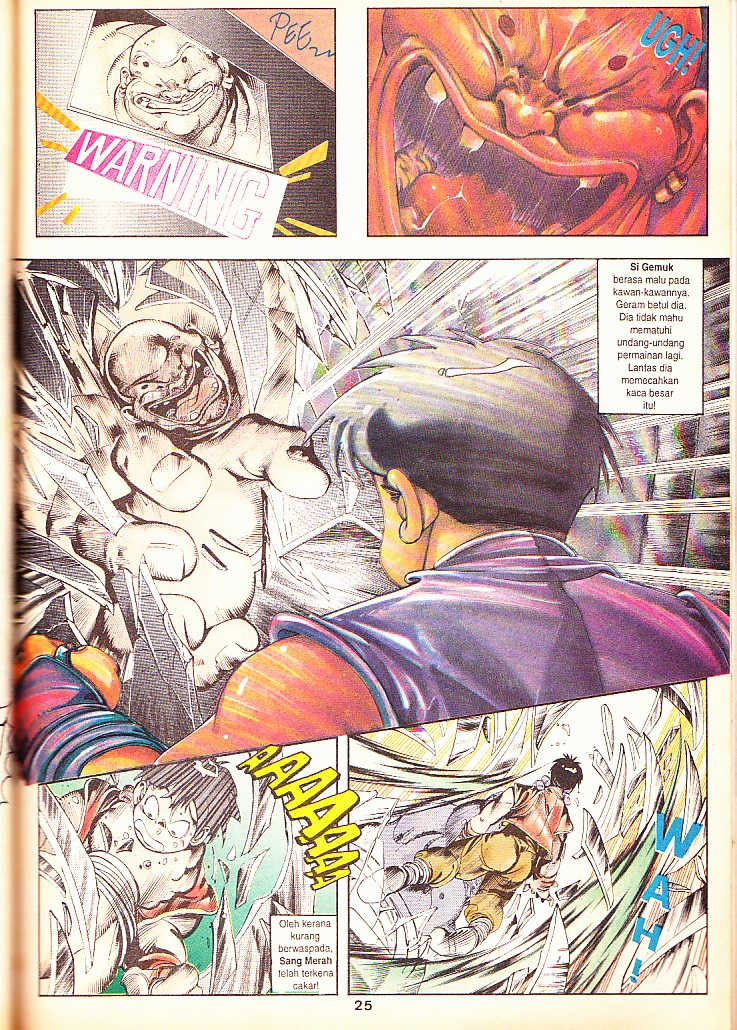 PEE
WARNING
UGH!
Si Gemuk
berasa malu pada
kawan-kawannya.
Geram betul dia.
Dia tidak mahu
mematuhi
undang-undang
permainan lagi.
Lantas dia
memecahkan
kaca besar
itu!
AAAAAAA
Oleh kerana
kurang
berwaspada,
Sang Merah
telah terkena
cakar!
WAH!
25